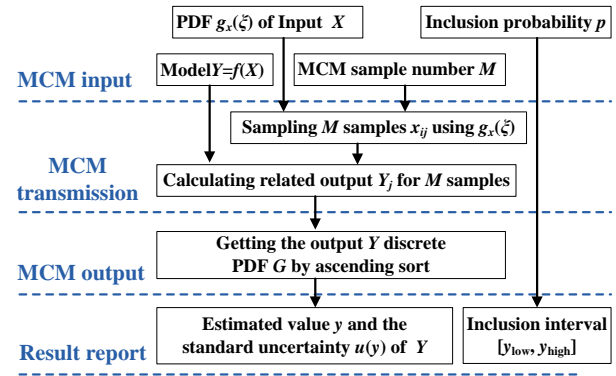 PDF gₓ(ξ) of Input X
Inclusion probability p
ModelY=f(X)
MCM sample number M
MCM input
Sampling M samples xᵢⱼ using gₓ(ξ)
MCM
transmission
Calculating related output Yⱼ for M samples
Getting the output Y discrete
PDF G by ascending sort
MCM output
Estimated value y and the
standard uncertainty u(y) of Y
Inclusion interval
[y_low, y_high]
Result report